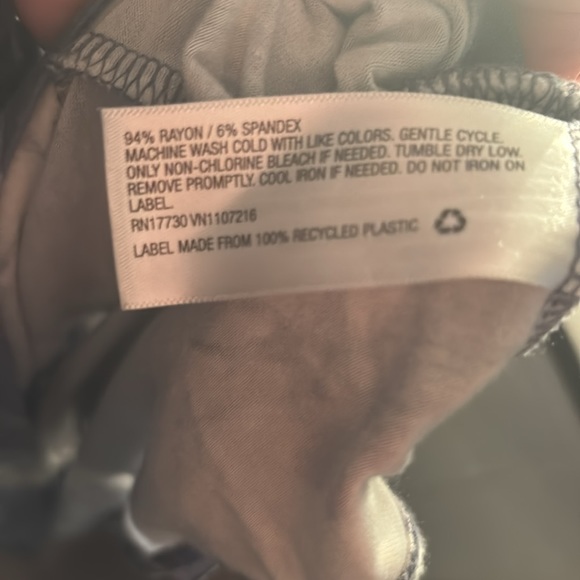 94% RAYON / 6% SPANDEX
MACHINE WASH COLD WITH LIKE COLORS. GENTLE CYCLE.
ONLY NON-CHLORINE BLEACH IF NEEDED. TUMBLE DRY LOW.
REMOVE PROMPTLY. COOL IRON IF NEEDED. DO NOT IRON ON
LABEL.
RN17730 VN1107216
LABEL MADE FROM 100% RECYCLED PLASTIC